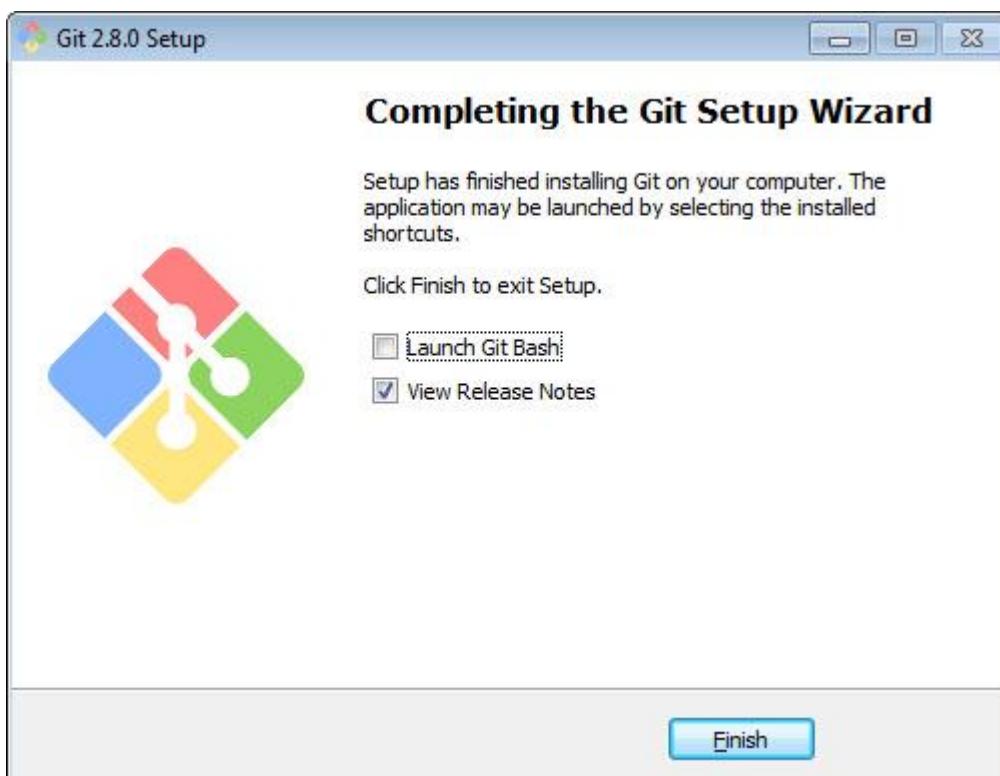 Git 2.8.0 Setup
Completing the Git Setup Wizard
Setup has finished installing Git on your computer. The
application may be launched by selecting the installed
shortcuts.
Click Finish to exit Setup.
Launch Git Bash
View Release Notes
Finish